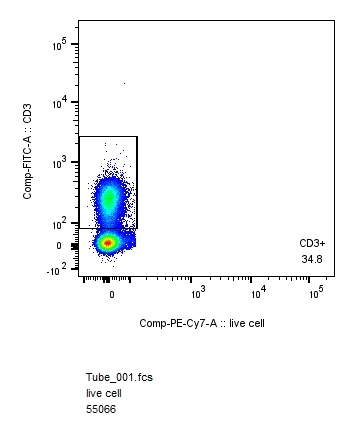 10^5
10^4
10^3
10^2
0
-10^2
Comp-FITC-A :: CD3
CD3+
34.8
0
10^3
10^4
10^5
Comp-PE-Cy7-A :: live cell
Tube_001.fcs
live cell
55066